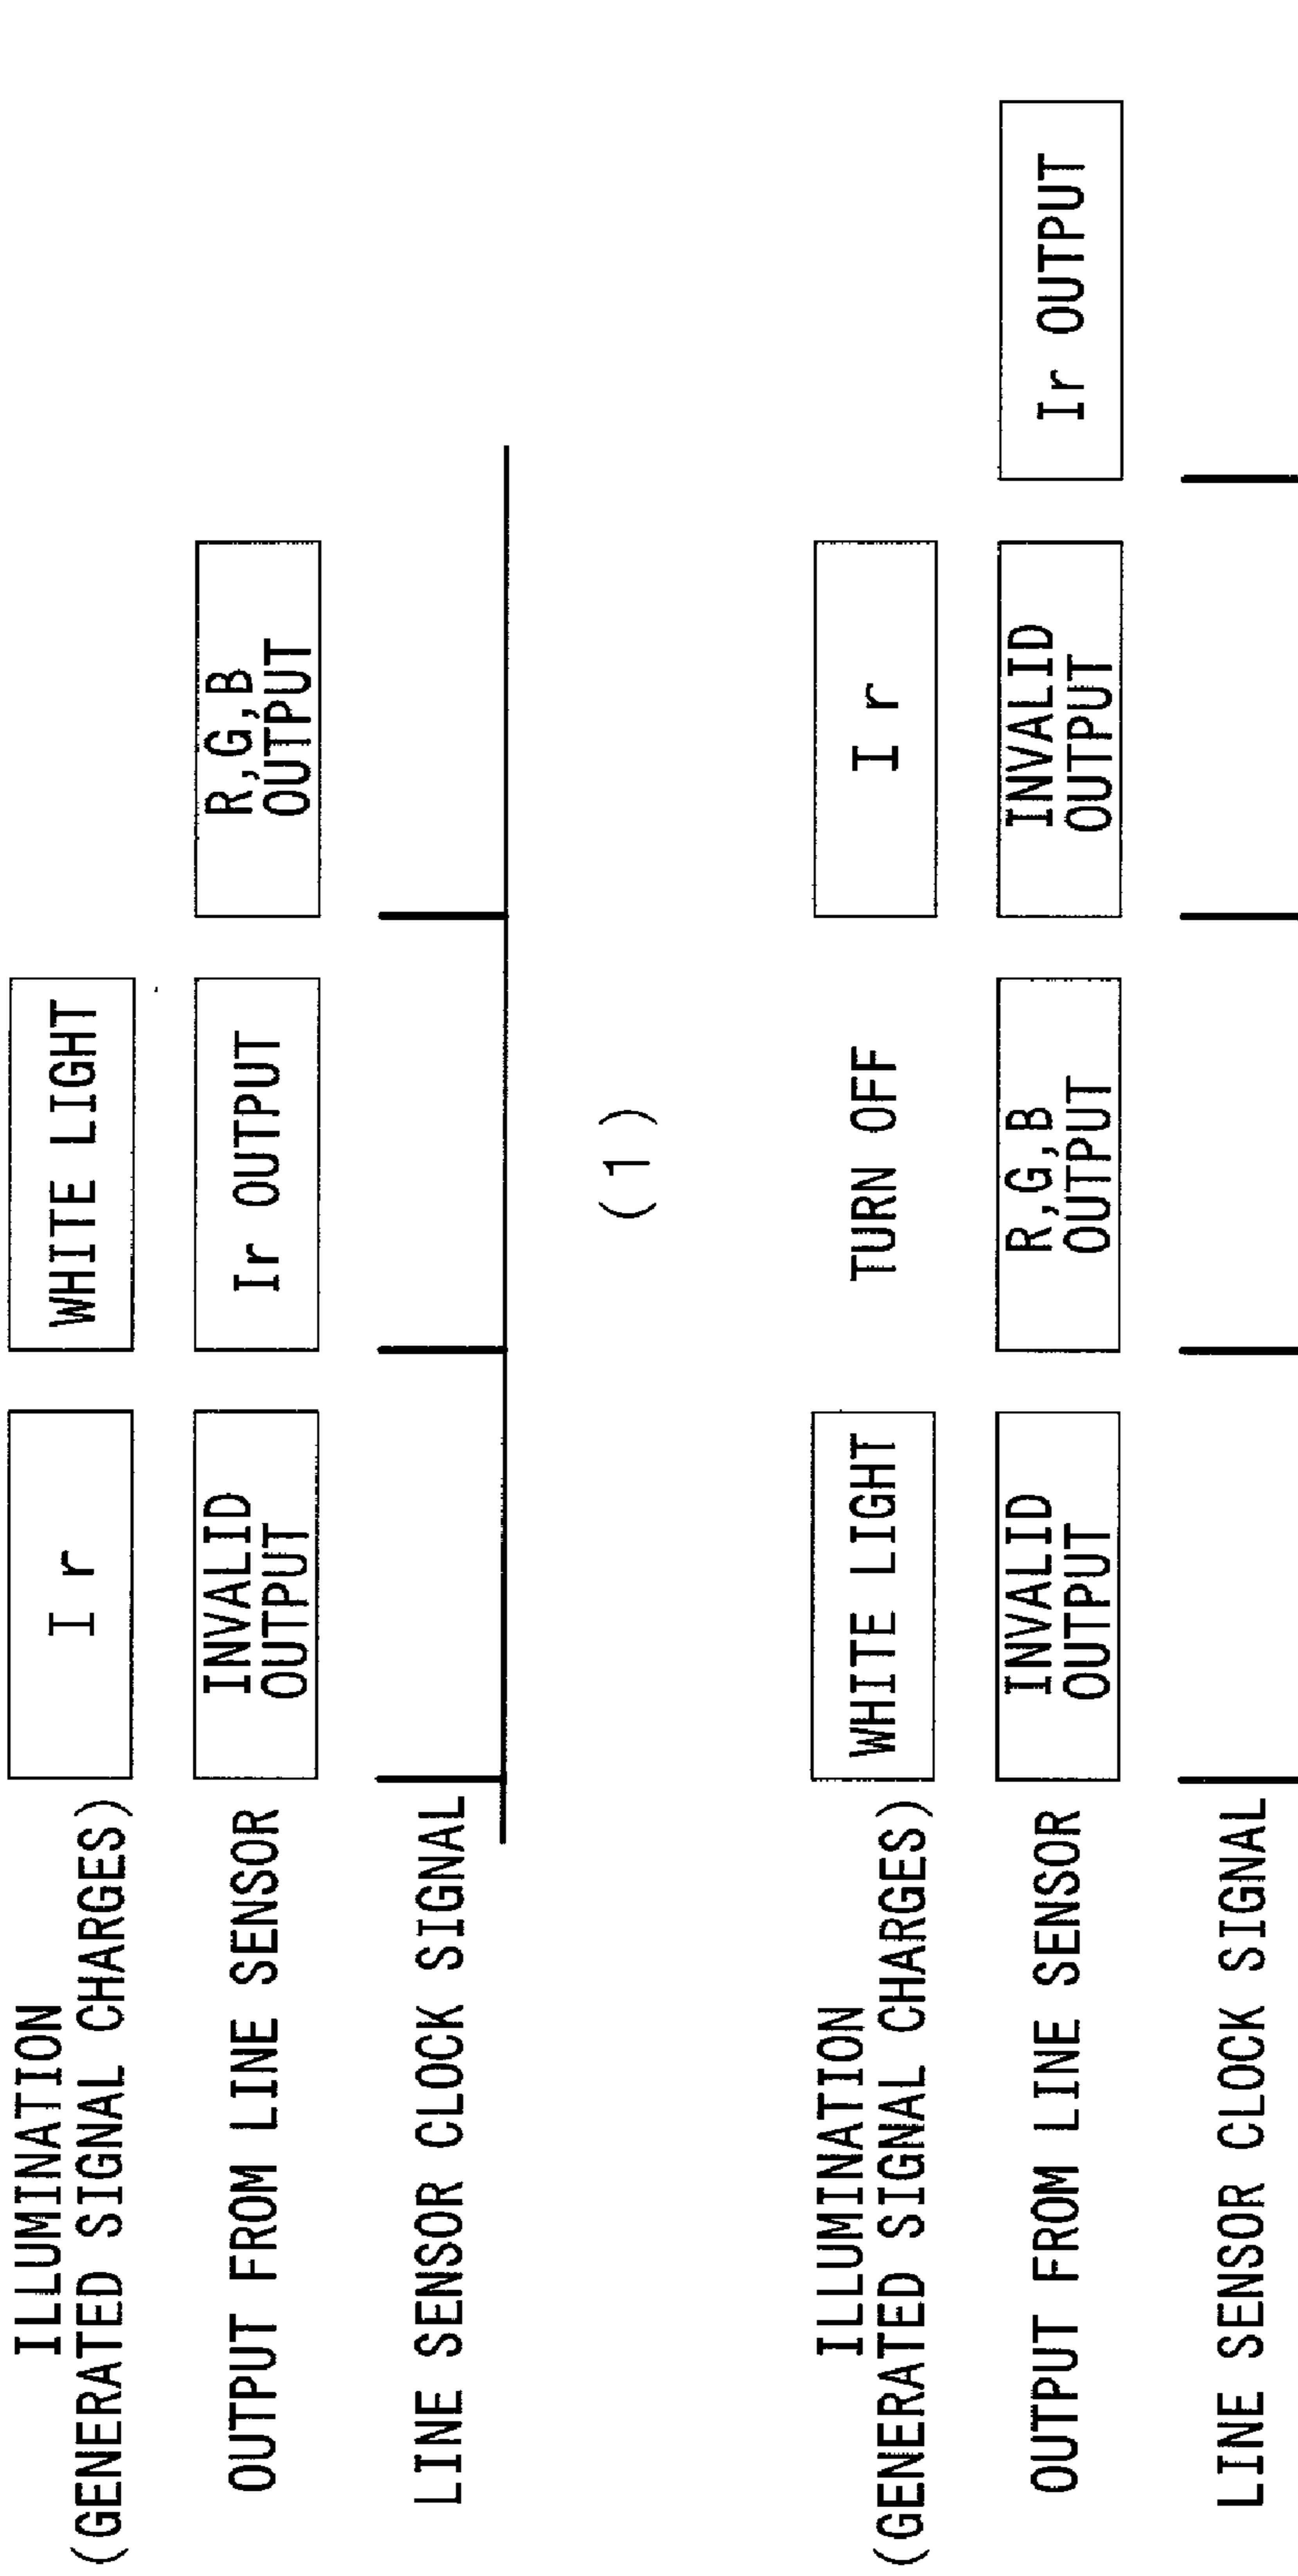 ILLUMINATION
(GENERATED SIGNAL CHARGES)
I r
WHITE LIGHT
OUTPUT FROM LINE SENSOR
INVALID
OUTPUT
Ir OUTPUT
R,G,B
OUTPUT
LINE SENSOR CLOCK SIGNAL
( 1 )
ILLUMINATION
(GENERATED SIGNAL CHARGES)
WHITE LIGHT
TURN OFF
I r
OUTPUT FROM LINE SENSOR
INVALID
OUTPUT
R,G,B
OUTPUT
INVALID
OUTPUT
Ir OUTPUT
LINE SENSOR CLOCK SIGNAL